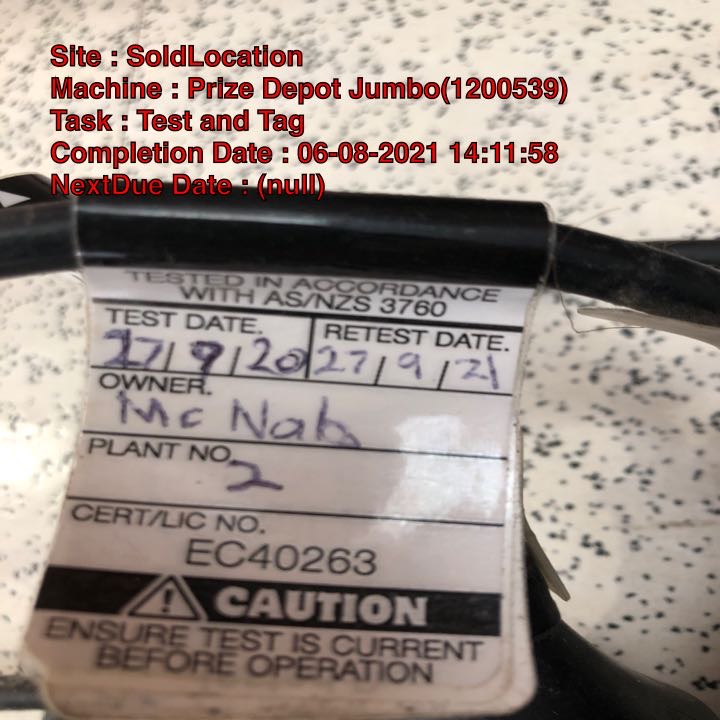 Site : SoldLocation
Machine : Prize Depot Jumbo(1200539)
Task : Test and Tag
Completion Date : 06-08-2021 14:11:58
NextDue Date : (null)
TESTED IN ACCORDANCE
WITH AS/NZS 3760
TEST DATE. RETEST DATE.
27/9/20 27/9/21
OWNER.
Mc Nab
PLANT NO.
2
CERT/LIC NO.
EC40263
CAUTION
ENSURE TEST IS CURRENT
BEFORE OPERATION